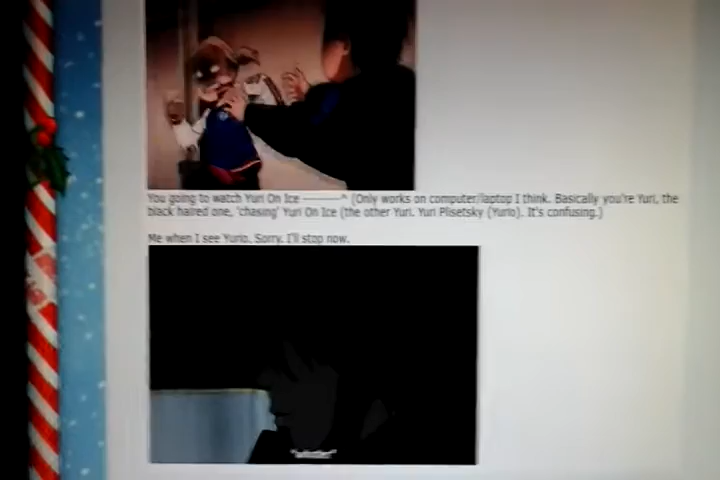 You going to watch Yuri On Ice ---------^ (Only works on computer/laptop I think. Basically you're Yuri, the
black haired one, 'chasing' Yuri On Ice (the other Yuri. Yuri Plisetsky (Yurio). It's confusing.)
Me when I see Yurio. Sorry. I'll stop now.